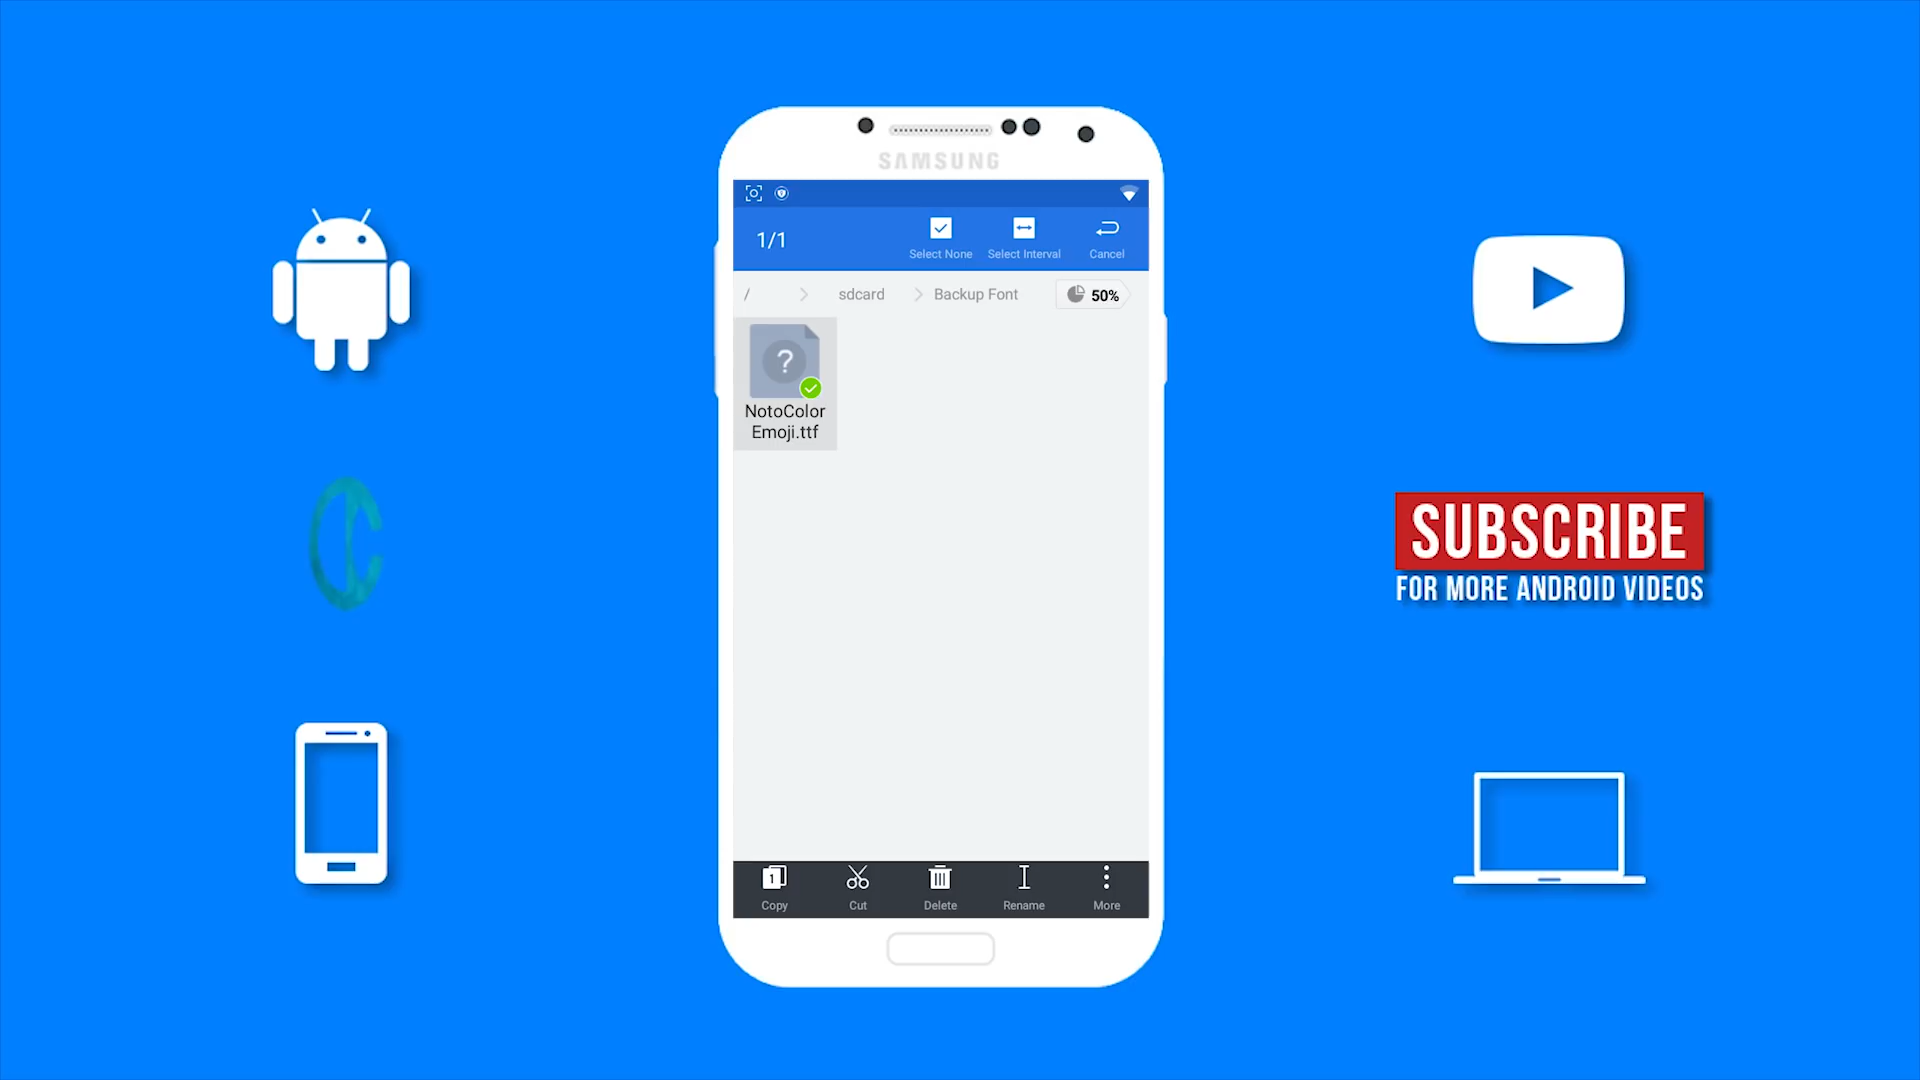 SAMSUNG
1/1
Select None
Select Interval
Cancel
/
sdcard
Backup Font
50%
?
NotoColor
Emoji.ttf
SUBSCRIBE
FOR MORE ANDROID VIDEOS
1
Copy
Cut
Delete
Rename
More